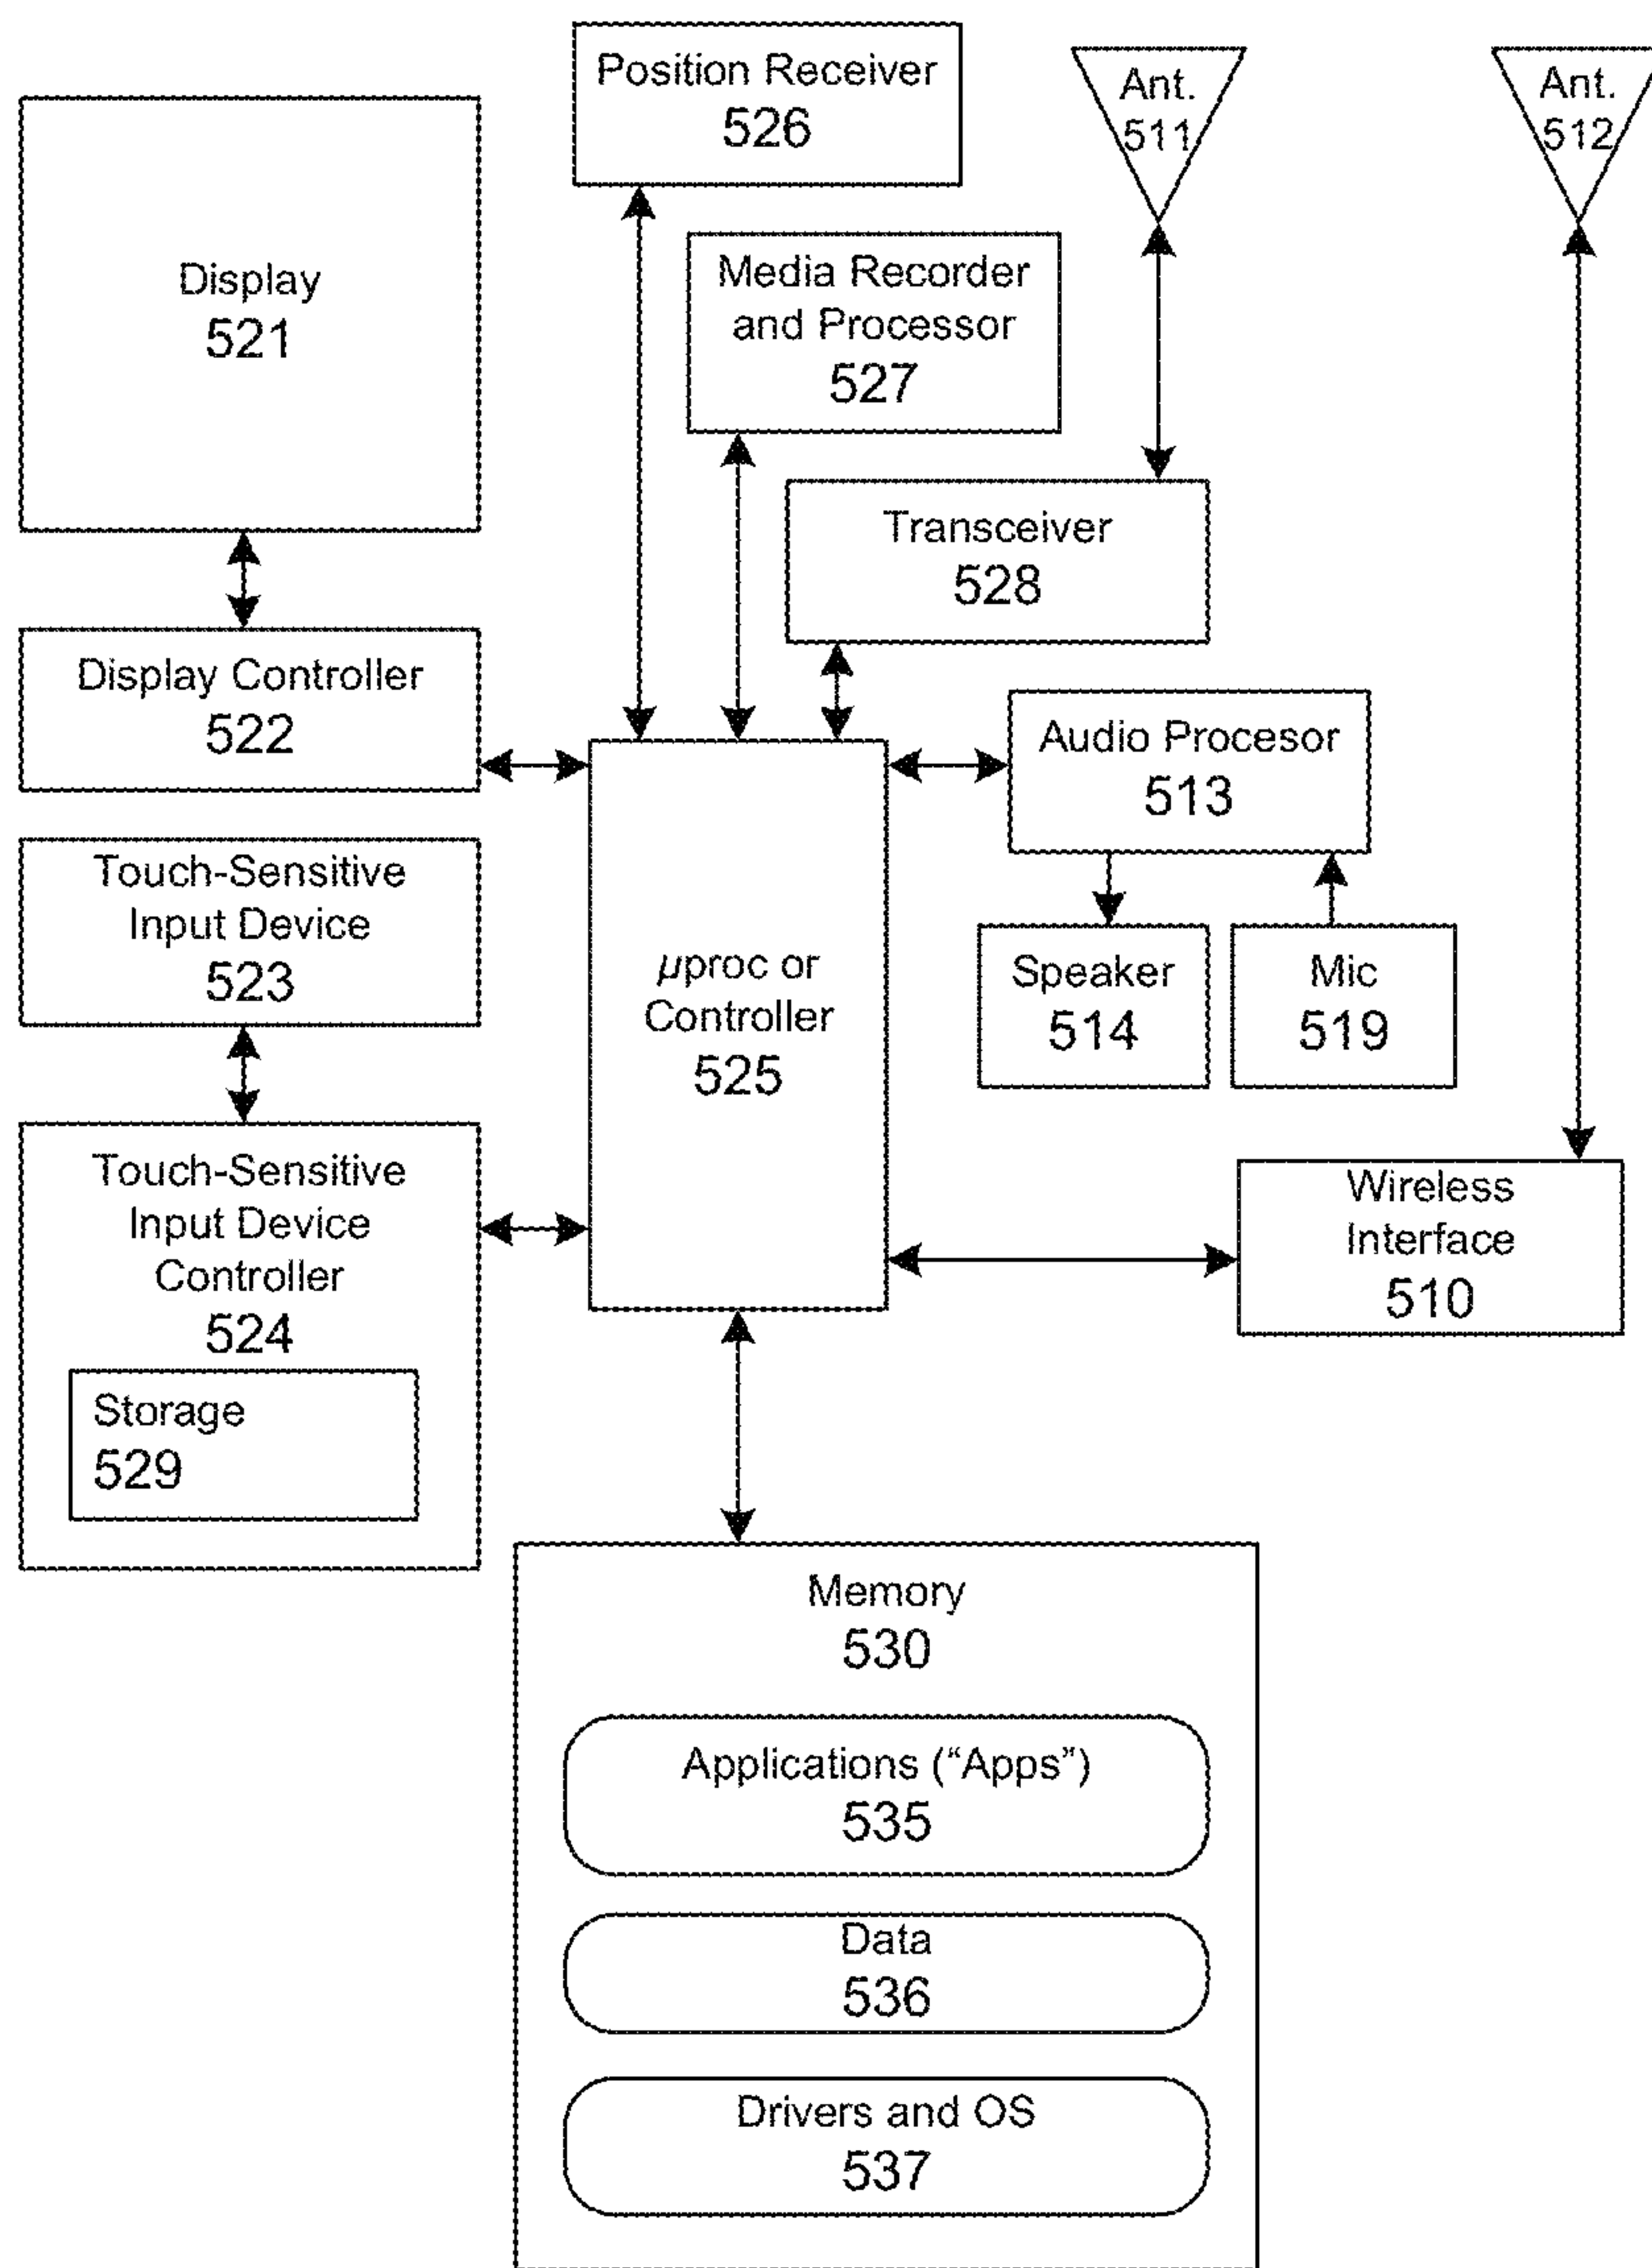 Position Receiver
526
Ant.
511
Ant.
512
Display
521
Media Recorder
and Processor
527
Transceiver
528
Display Controller
522
Audio Procesor
513
Touch-Sensitive
Input Device
523
µproc or
Controller
525
Speaker
514
Mic
519
Touch-Sensitive
Input Device
Controller
524
Storage
529
Wireless
Interface
510
Memory
530
Applications (“Apps”)
535
Data
536
Drivers and OS
537